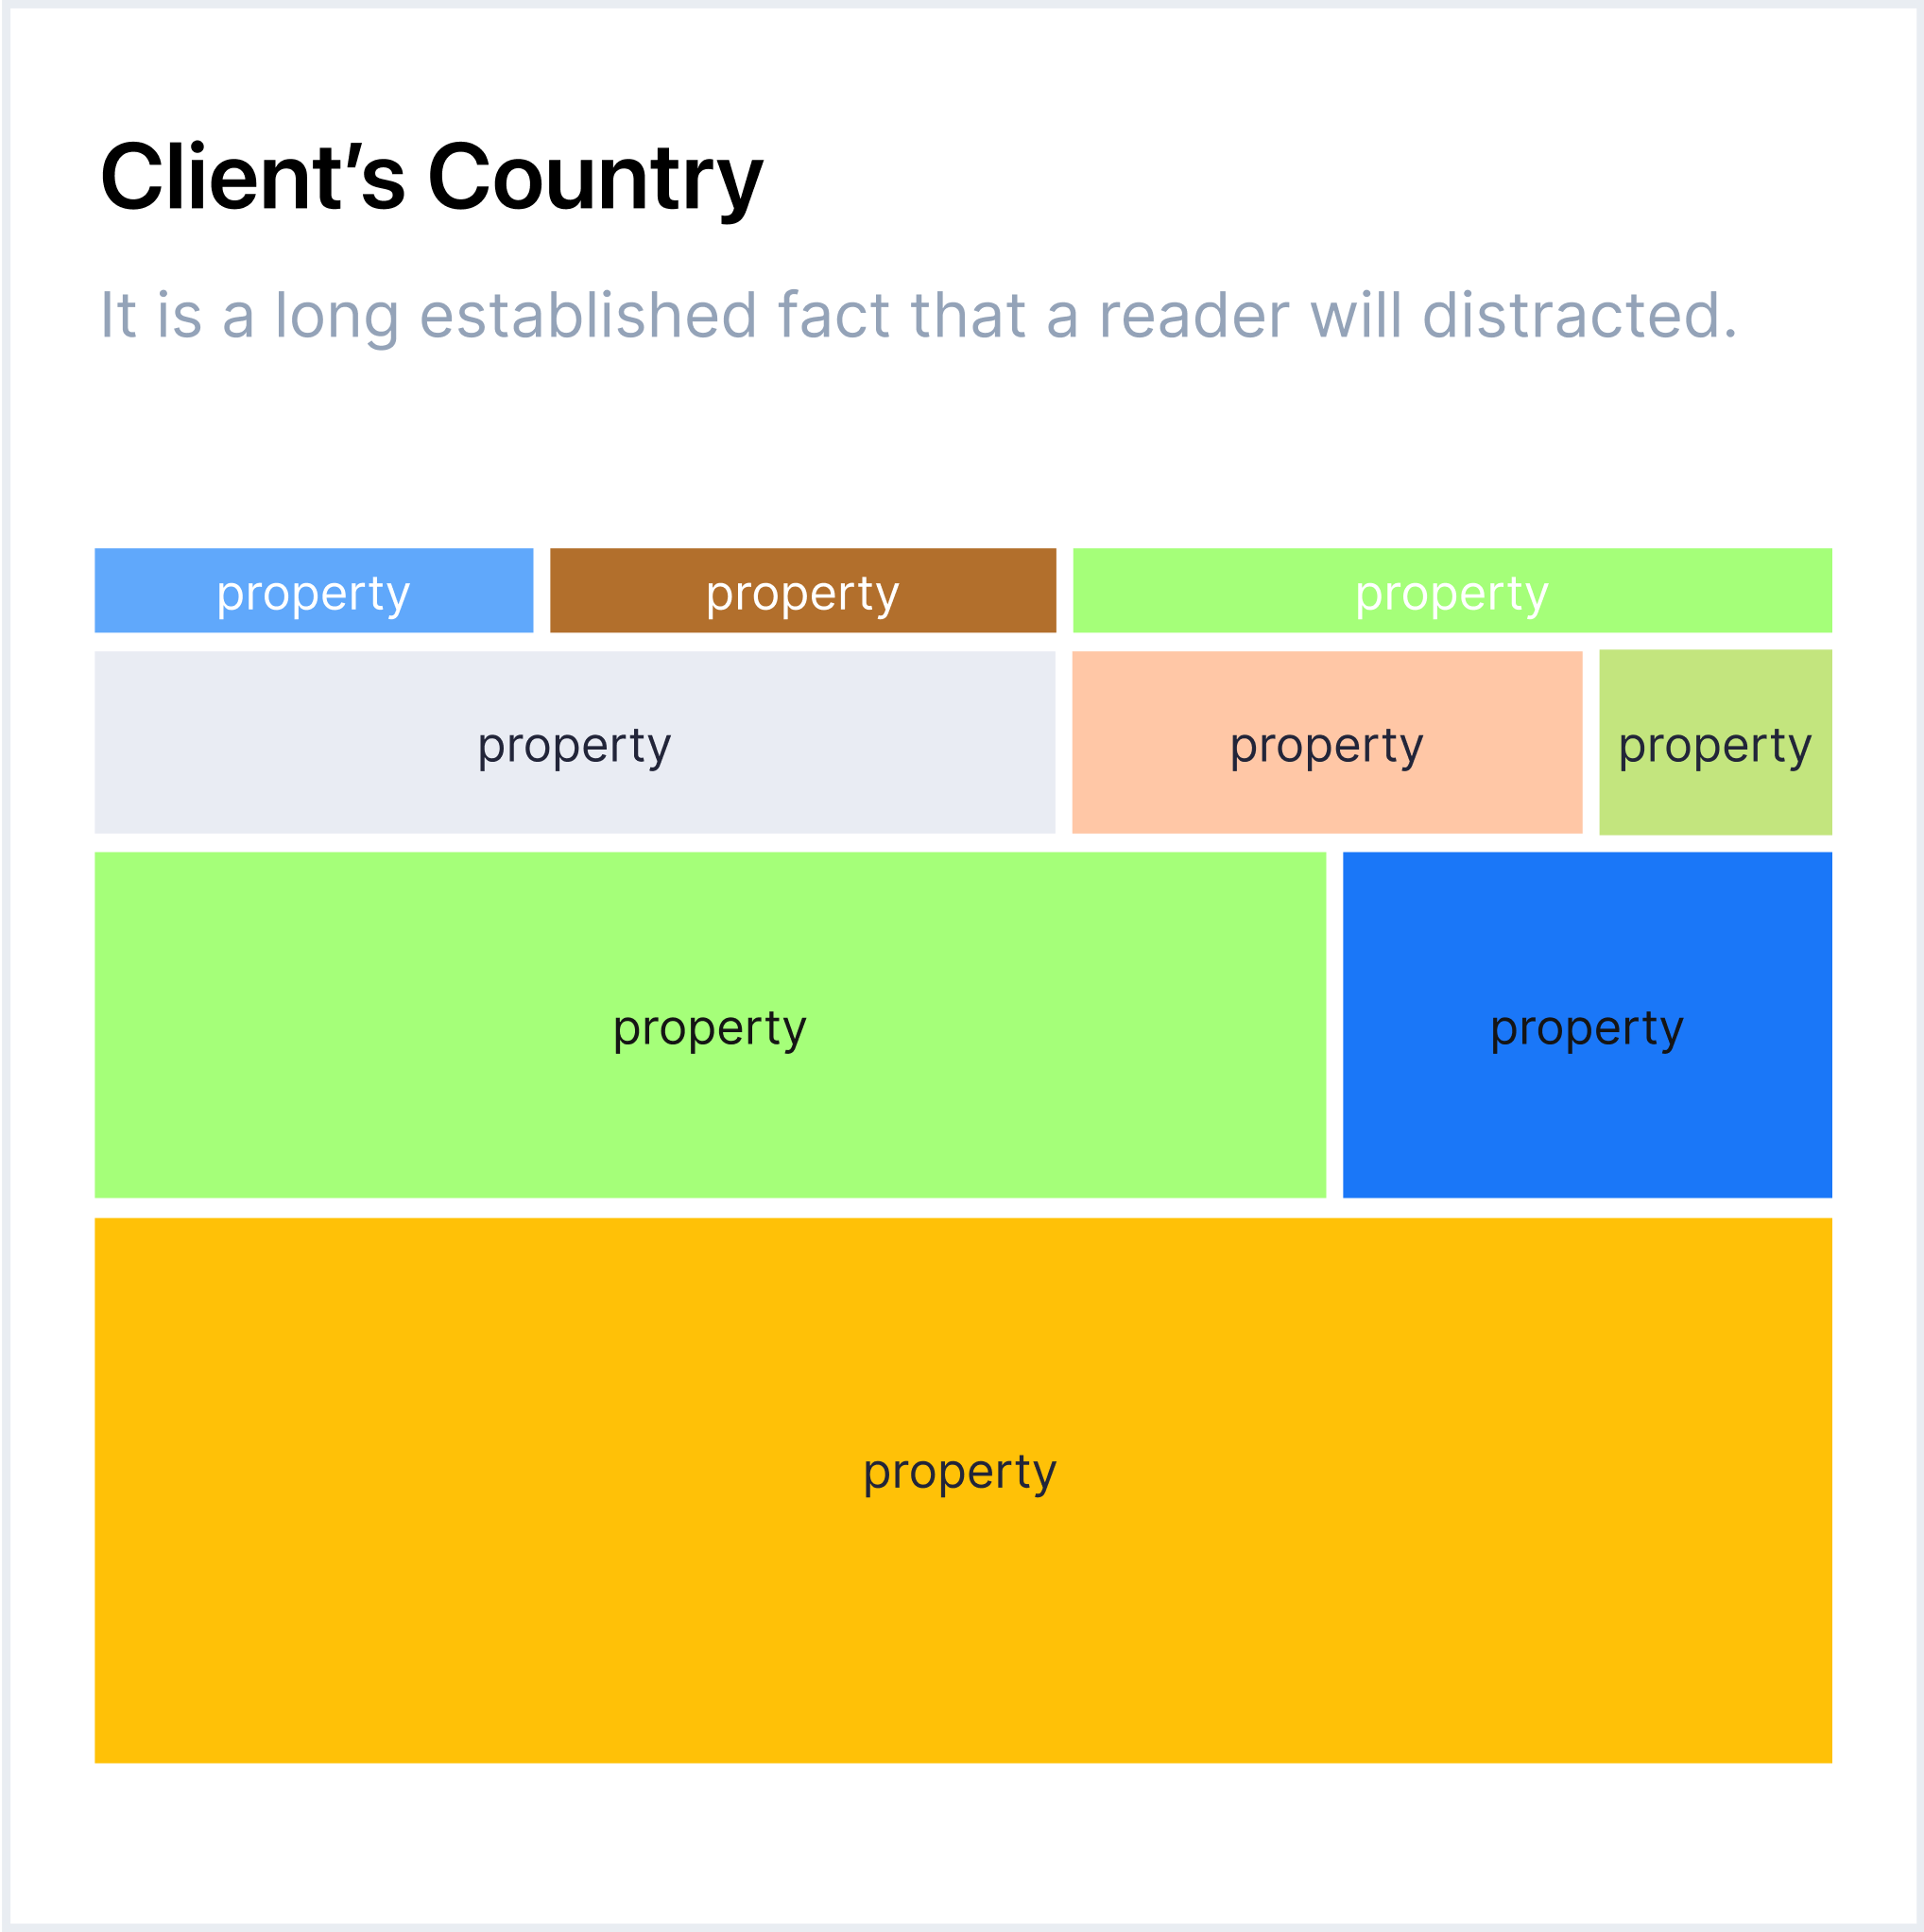 Client’s Country
It is a long established fact that a reader will distracted.
property property property
property property property
property property
property